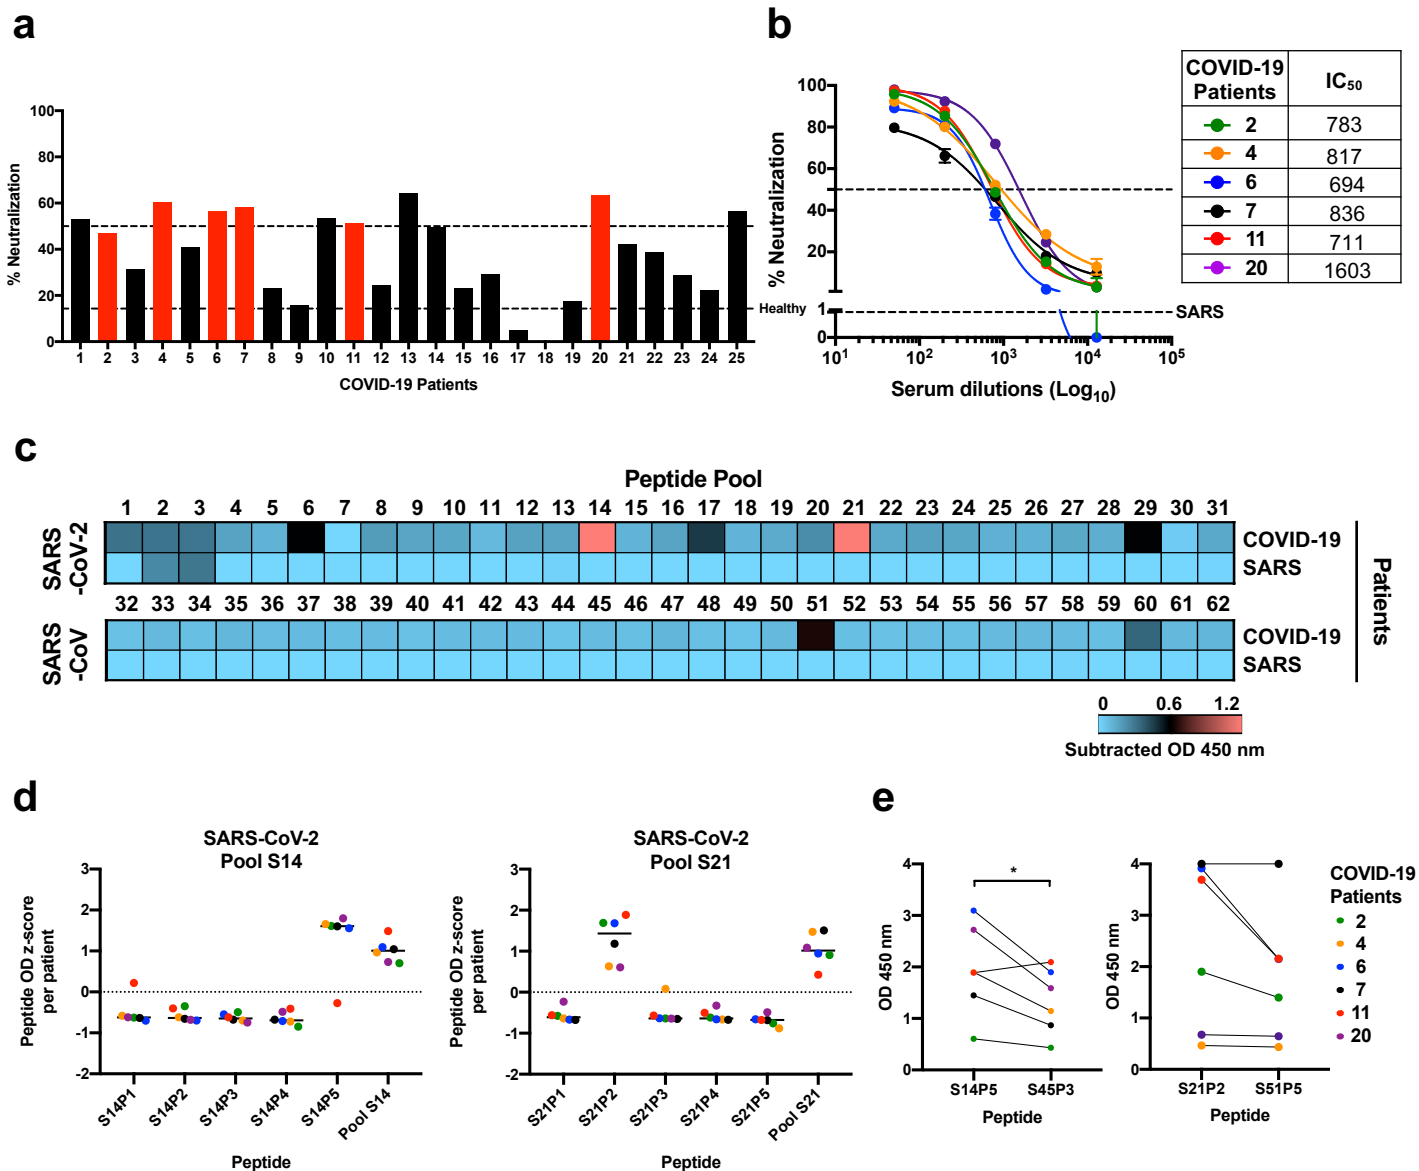 a
% Neutralization
100
80
60
40
20
0
Healthy
1 2 3 4 5 6 7 8 9 10 11 12 13 14 15 16 17 18 19 20 21 22 23 24 25
COVID-19 Patients
b
% Neutralization
100
80
60
40
20
1
0
SARS
10^1 10^2 10^3 10^4 10^5
Serum dilutions (Log10)
COVID-19 Patients IC50
2 783
4 817
6 694
7 836
11 711
20 1603
c
Peptide Pool
1 2 3 4 5 6 7 8 9 10 11 12 13 14 15 16 17 18 19 20 21 22 23 24 25 26 27 28 29 30 31
SARS
-CoV-2
COVID-19
SARS
32 33 34 35 36 37 38 39 40 41 42 43 44 45 46 47 48 49 50 51 52 53 54 55 56 57 58 59 60 61 62
SARS
-CoV
COVID-19
SARS
Patients
0 0.6 1.2
Subtracted OD 450 nm
d
SARS-CoV-2
Pool S14
Peptide OD z-score
per patient
3
2
1
0
-1
-2
S14P1 S14P2 S14P3 S14P4 S14P5 Pool S14
Peptide
SARS-CoV-2
Pool S21
Peptide OD z-score
per patient
3
2
1
0
-1
-2
S21P1 S21P2 S21P3 S21P4 S21P5 Pool S21
Peptide
e
OD 450 nm
4
3
2
1
0
*
S14P5 S45P3
Peptide
OD 450 nm
4
3
2
1
0
S21P2 S51P5
Peptide
COVID-19
Patients
2
4
6
7
11
20